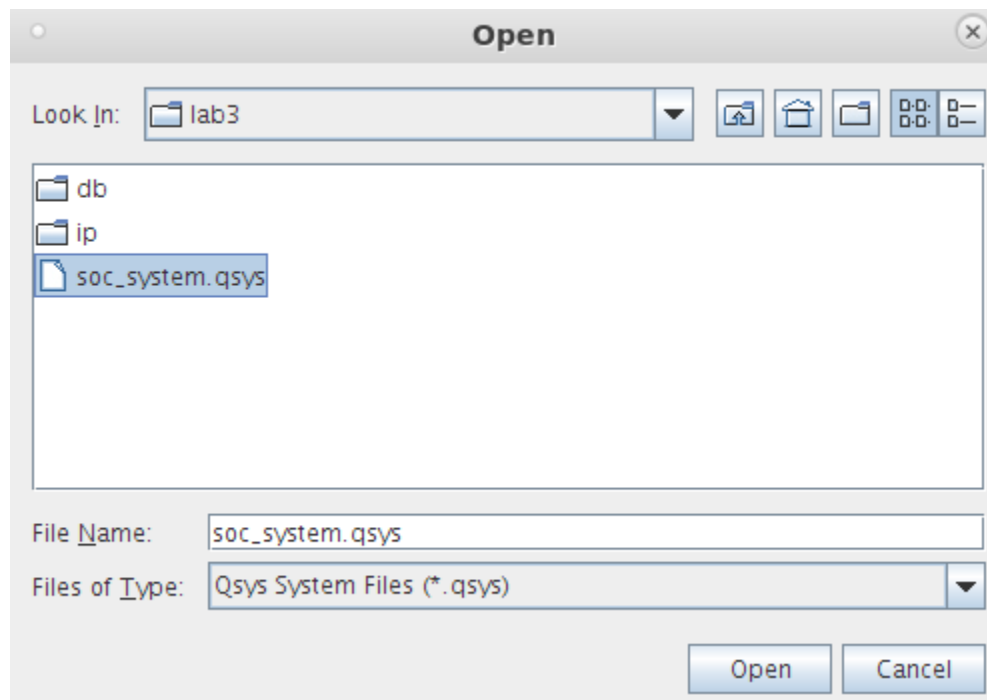 Open
Look In: lab3
db
ip
soc_system.qsys
File Name: soc_system.qsys
Files of Type: Qsys System Files (*.qsys)
Open Cancel